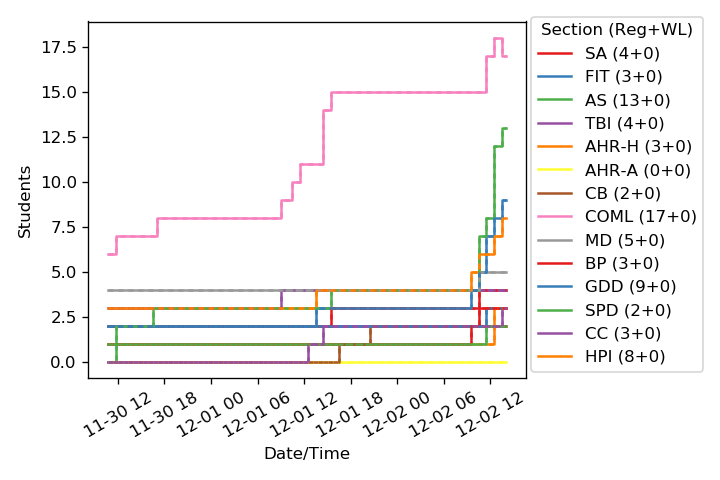 Section (Reg+WL)
SA (4+0)
FIT (3+0)
AS (13+0)
TBI (4+0)
AHR-H (3+0)
AHR-A (0+0)
CB (2+0)
COML (17+0)
MD (5+0)
BP (3+0)
GDD (9+0)
SPD (2+0)
CC (3+0)
HPI (8+0)
Students
17.5
15.0
12.5
10.0
7.5
5.0
2.5
0.0
11-30 12
11-30 18
12-01 00
12-01 06
12-01 12
12-01 18
12-02 00
12-02 06
12-02 12
Date/Time